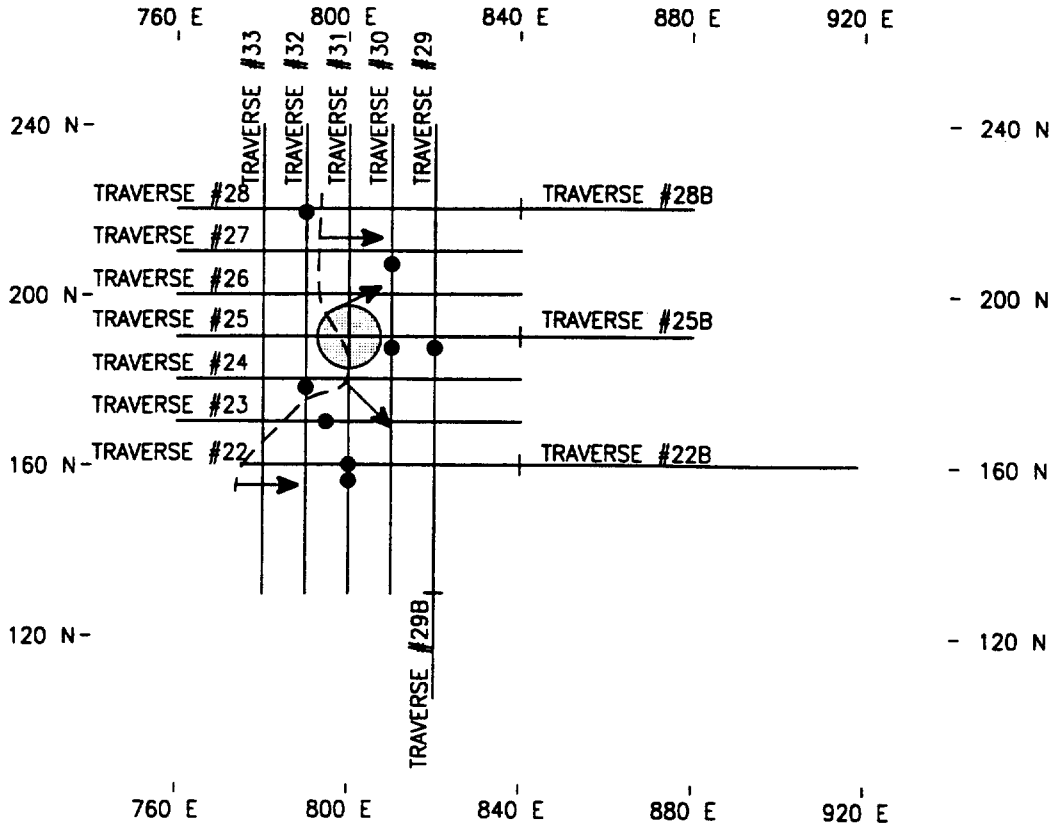 760 E 800 E 840 E 880 E 920 E
TRAVERSE #33
TRAVERSE #32
TRAVERSE #31
TRAVERSE #30
TRAVERSE #29
240 N- - 240 N
TRAVERSE #28 TRAVERSE #28B
TRAVERSE #27
TRAVERSE #26
200 N- - 200 N
TRAVERSE #25 TRAVERSE #25B
TRAVERSE #24
TRAVERSE #23
TRAVERSE #22 TRAVERSE #22B
160 N- - 160 N
TRAVERSE #29B
120 N- - 120 N
760 E 800 E 840 E 880 E 920 E